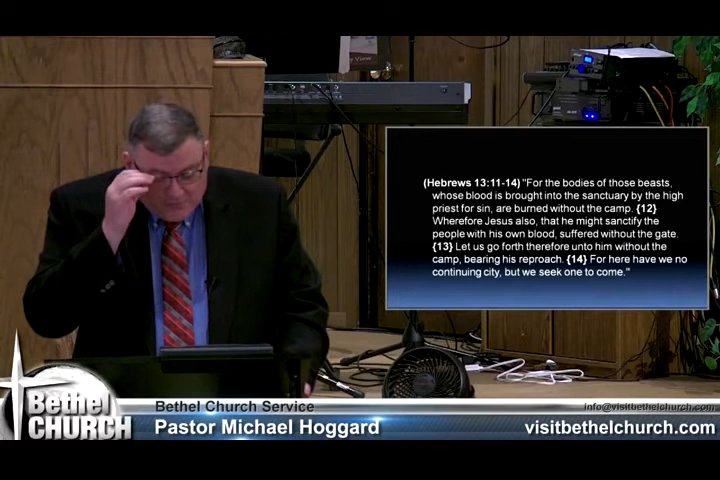 (Hebrews 13:11-14) "For the bodies of those beasts,
whose blood is brought into the sanctuary by the high
priest for sin, are burned without the camp. {12}
Wherefore Jesus also, that he might sanctify the
people with his own blood, suffered without the gate.
{13} Let us go forth therefore unto him without the
camp, bearing his reproach. {14} For here have we no
continuing city, but we seek one to come."
Bethel
CHURCH
Bethel Church Service
info@visitbethelchurch.com
Pastor Michael Hoggard
visitbethelchurch.com